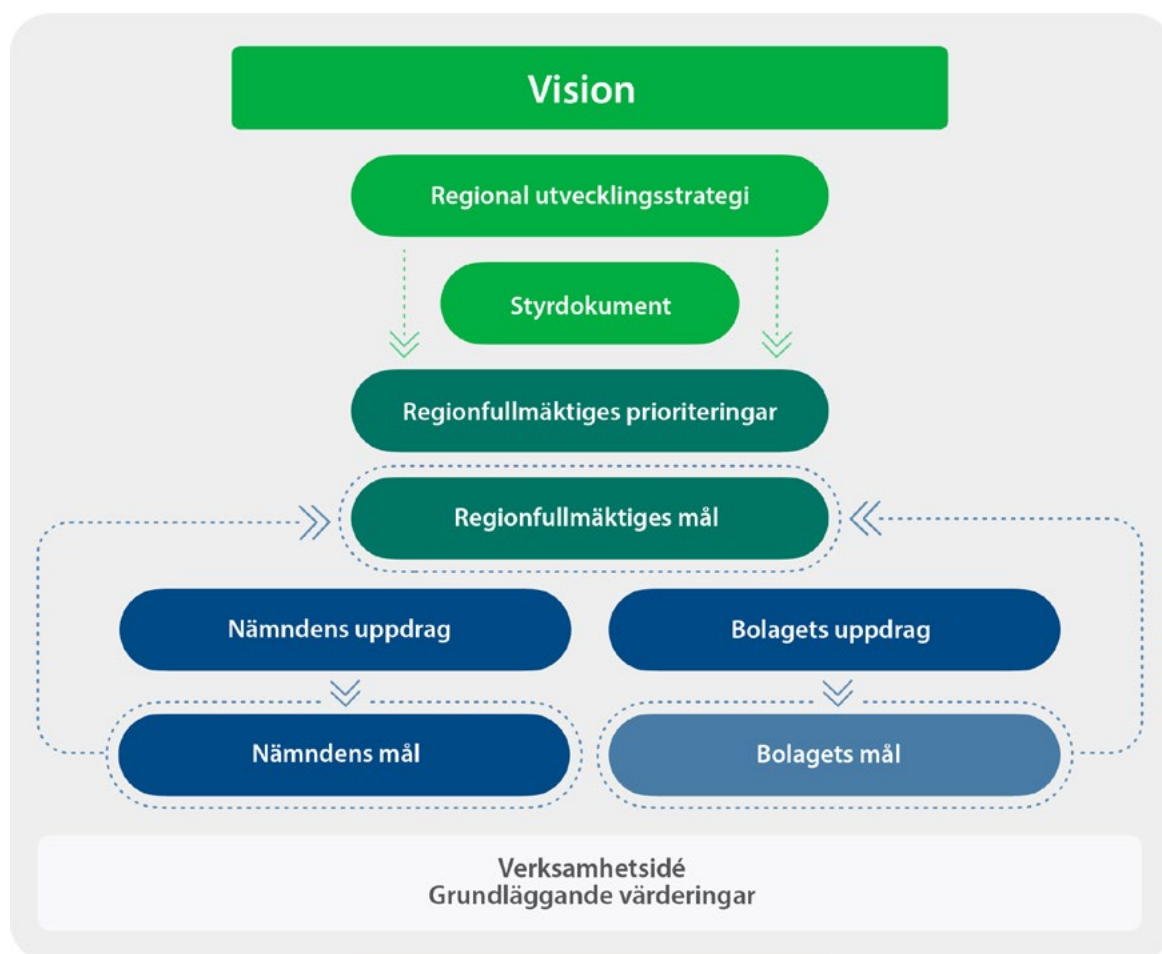 Vision
Regional utvecklingsstrategi
Styrdokument
Regionfullmäktiges prioriteringar
Regionfullmäktiges mål
Nämndens uppdrag
Bolagets uppdrag
Nämndens mål
Bolagets mål
Verksamhetsidé
Grundläggande värderingar